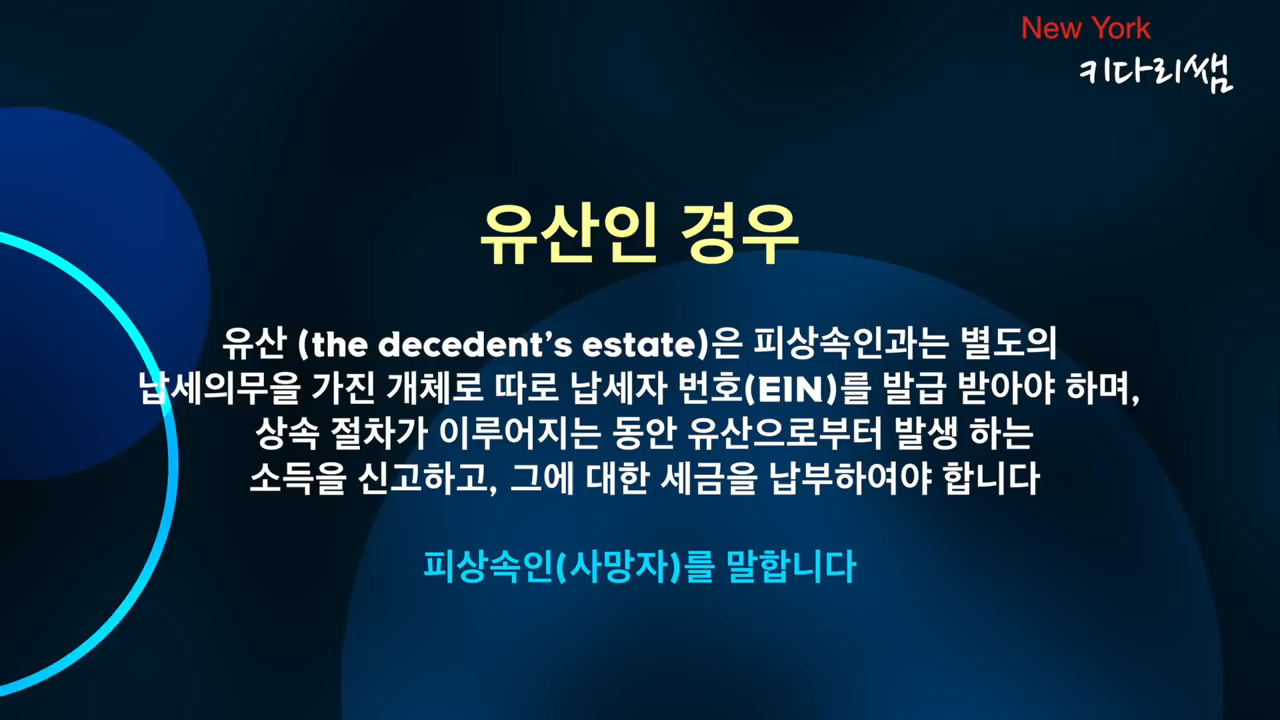 New York
키다리쌤
유산인 경우
유산 (the decedent's estate)은 피상속인과는 별도의
납세의무을 가진 개체로 따로 납세자 번호(EIN)를 발급 받아야 하며,
상속 절차가 이루어지는 동안 유산으로부터 발생 하는
소득을 신고하고, 그에 대한 세금을 납부하여야 합니다
피상속인(사망자)를 말합니다